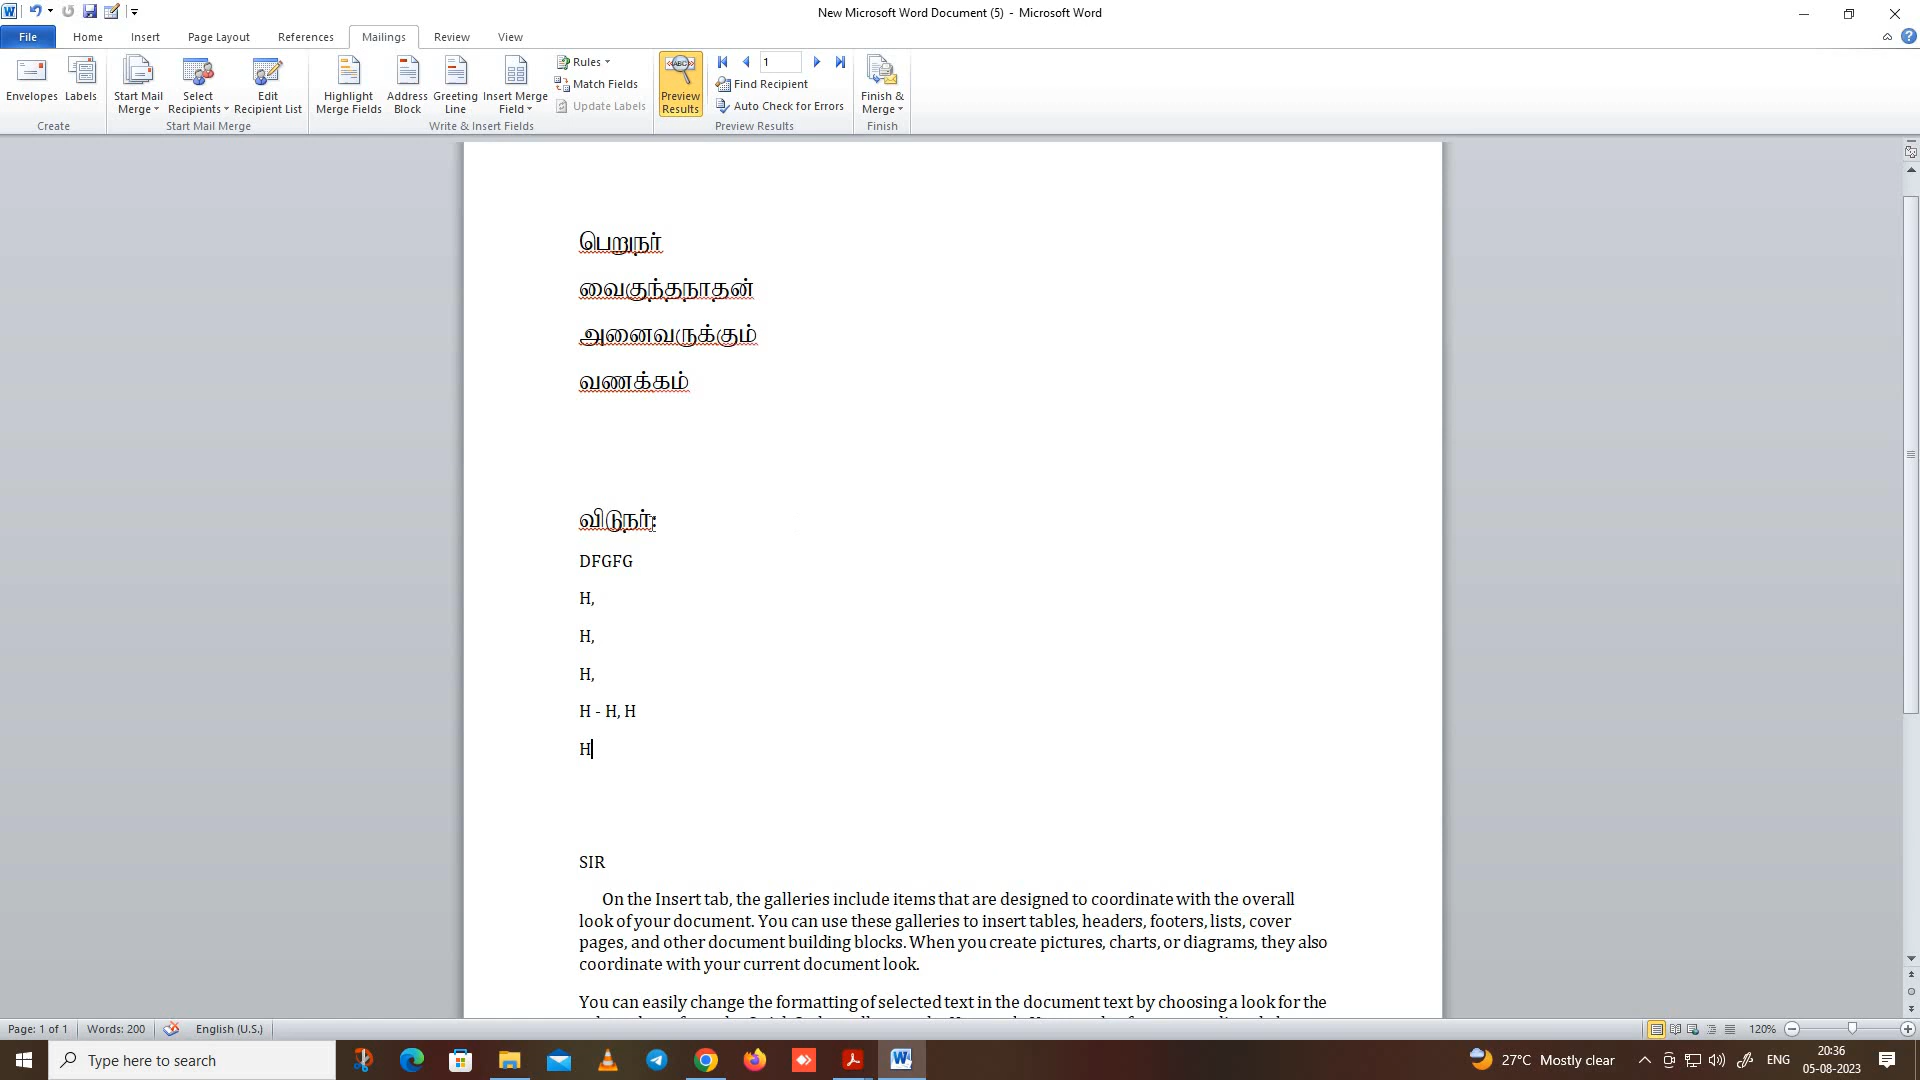 New Microsoft Word Document (5) - Microsoft Word
File Home Insert Page Layout References Mailings Review View
Envelopes Labels
Create
Start Mail Merge Select Recipients Edit Recipient List
Start Mail Merge
Highlight Merge Fields Address Block Greeting Line Insert Merge Field
Rules
Match Fields
Update Labels
Write & Insert Fields
Preview Results
1
Find Recipient
Auto Check for Errors
Preview Results
Finish & Merge
Finish
பெறுநர்
வைகுந்தநாதன்
அனைவருக்கும்
வணக்கம்
விடுநர்:
DFGFG
H,
H,
H,
H - H, H
H
SIR
On the Insert tab, the galleries include items that are designed to coordinate with the overall
look of your document. You can use these galleries to insert tables, headers, footers, lists, cover
pages, and other document building blocks. When you create pictures, charts, or diagrams, they also
coordinate with your current document look.
You can easily change the formatting of selected text in the document text by choosing a look for the
Page: 1 of 1 Words: 200 English (U.S.) 120%
Type here to search 27°C Mostly clear ENG 20:36
05-08-2023